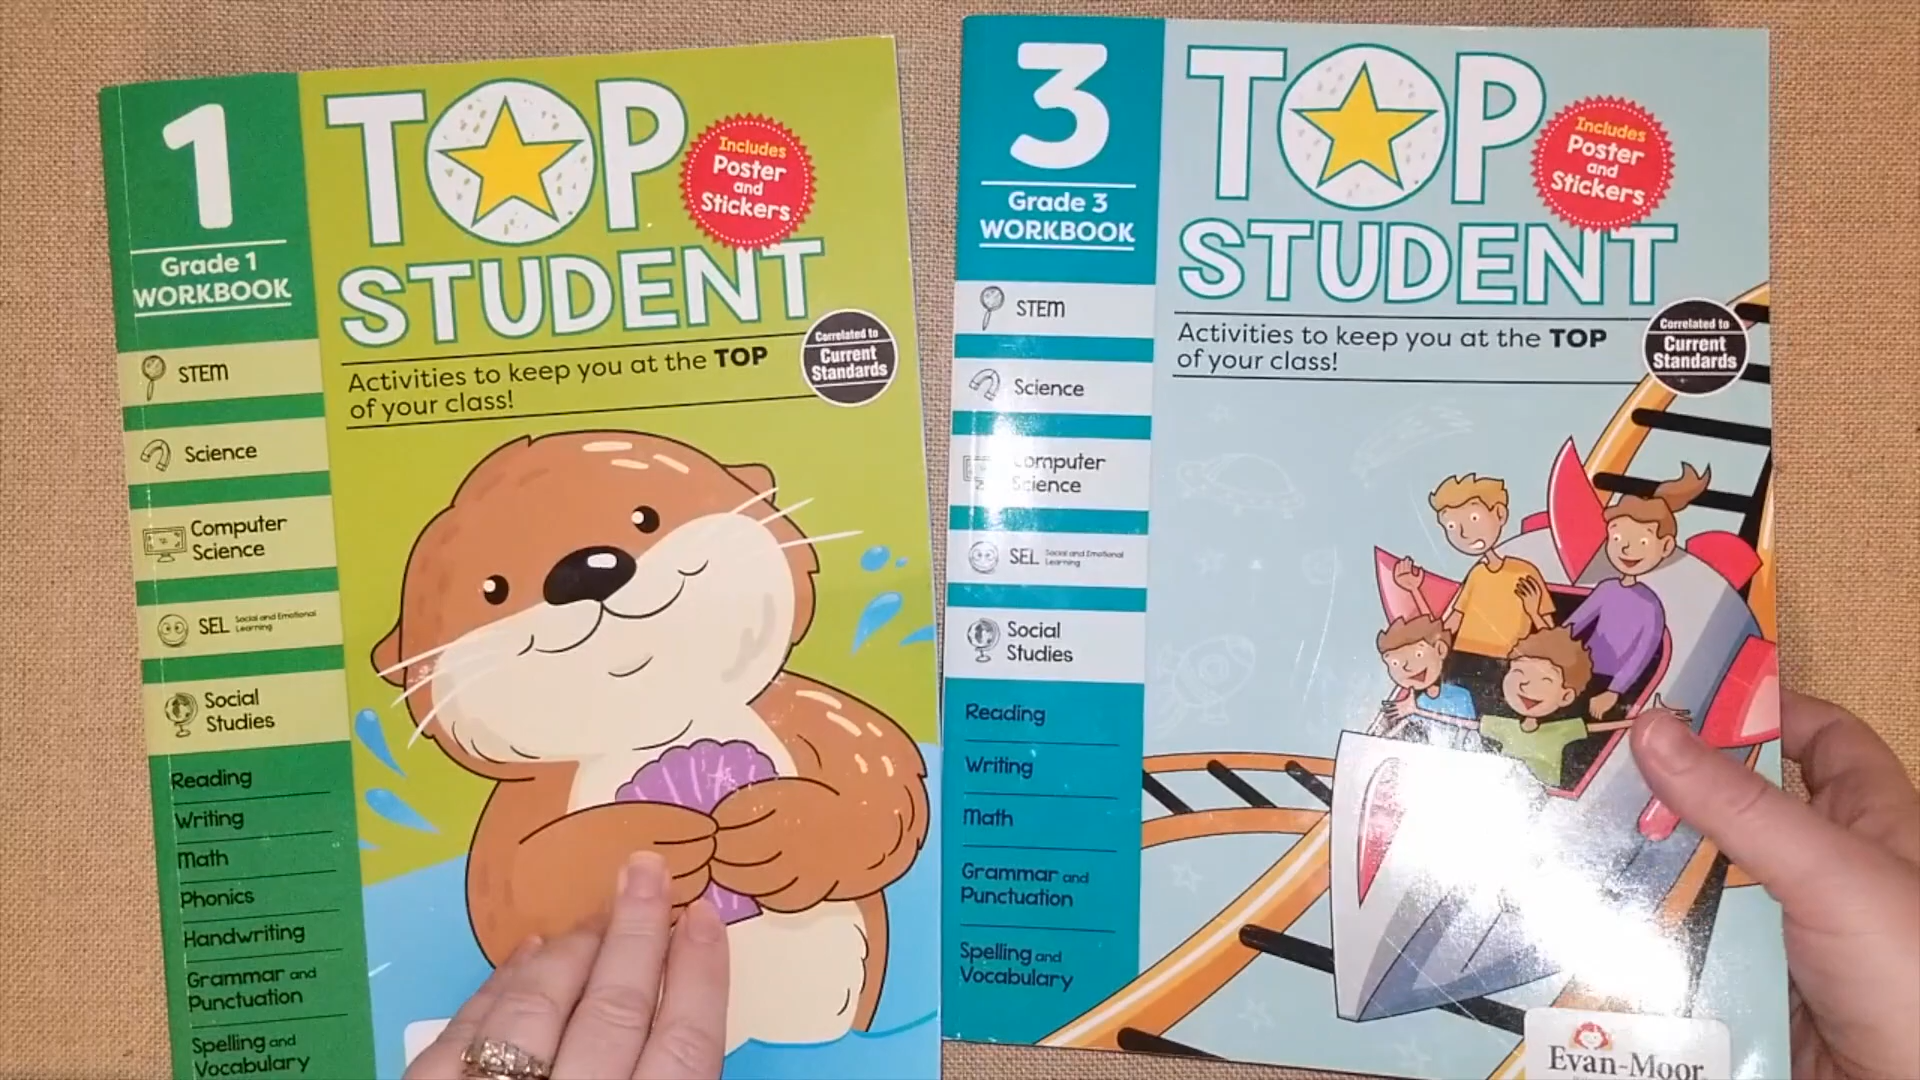 1
Grade 1
WORKBOOK
STEM
Science
Computer
Science
SEL Social and Emotional
Learning
Social
Studies
Reading
Writing
Math
Phonics
Handwriting
Grammar and
Punctuation
Spelling and
Vocabulary
TOP
STUDENT
Includes
Poster
and
Stickers
Activities to keep you at the TOP
of your class!
Correlated to
Current
Standards
3
Grade 3
WORKBOOK
STEM
Science
Computer
Science
SEL Social and Emotional
Learning
Social
Studies
Reading
Writing
Math
Grammar and
Punctuation
Spelling and
Vocabulary
TOP
STUDENT
Includes
Poster
and
Stickers
Activities to keep you at the TOP
of your class!
Correlated to
Current
Standards
Evan-Moor